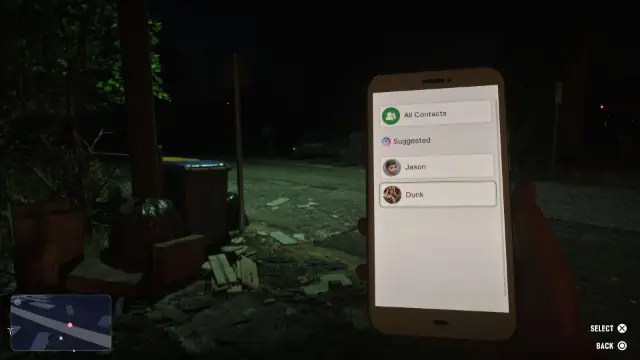 All Contacts
Suggested
Jason
Dunk
SELECT
BACK